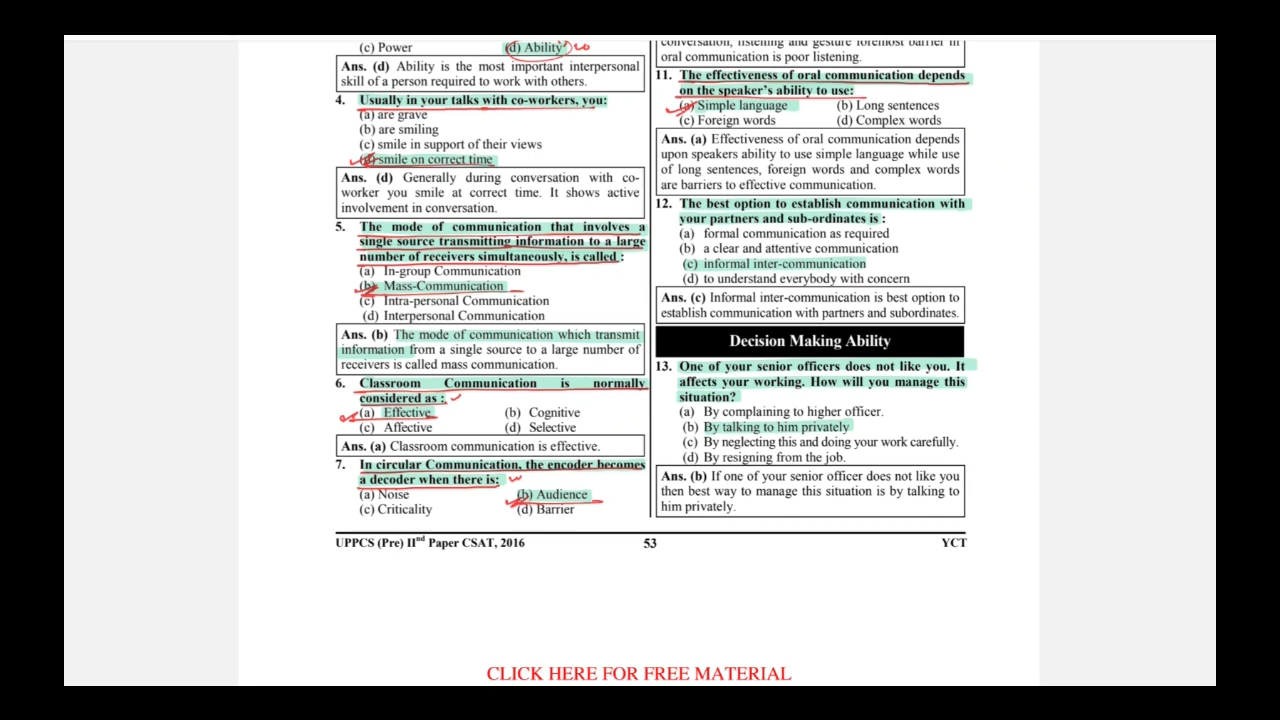 (c) Power (d) Ability
Ans. (d) Ability is the most important interpersonal
skill of a person required to work with others.
4. Usually in your talks with co-workers, you:
(a) are grave
(b) are smiling
(c) smile in support of their views
(d) smile on correct time
Ans. (d) Generally during conversation with co-
worker you smile at correct time. It shows active
involvement in conversation.
5. The mode of communication that involves a
single source transmitting information to a large
number of receivers simultaneously, is called :
(a) In-group Communication
(b) Mass-Communication
(c) Intra-personal Communication
(d) Interpersonal Communication
Ans. (b) The mode of communication which transmit
information from a single source to a large number of
receivers is called mass communication.
6. Classroom Communication is normally
considered as :
(a) Effective (b) Cognitive
(c) Affective (d) Selective
Ans. (a) Classroom communication is effective.
7. In circular Communication, the encoder becomes
a decoder when there is:
(a) Noise (b) Audience
(c) Criticality (d) Barrier
conversation, listening and gesture foremost barrier in
oral communication is poor listening.
11. The effectiveness of oral communication depends
on the speaker's ability to use:
(a) Simple language (b) Long sentences
(c) Foreign words (d) Complex words
Ans. (a) Effectiveness of oral communication depends
upon speakers ability to use simple language while use
of long sentences, foreign words and complex words
are barriers to effective communication.
12. The best option to establish communication with
your partners and sub-ordinates is :
(a) formal communication as required
(b) a clear and attentive communication
(c) informal inter-communication
(d) to understand everybody with concern
Ans. (c) Informal inter-communication is best option to
establish communication with partners and subordinates.
Decision Making Ability
13. One of your senior officers does not like you. It
affects your working. How will you manage this
situation?
(a) By complaining to higher officer.
(b) By talking to him privately
(c) By neglecting this and doing your work carefully.
(d) By resigning from the job.
Ans. (b) If one of your senior officer does not like you
then best way to manage this situation is by talking to
him privately.
UPPCS (Pre) IInd Paper CSAT, 2016 53 YCT
CLICK HERE FOR FREE MATERIAL